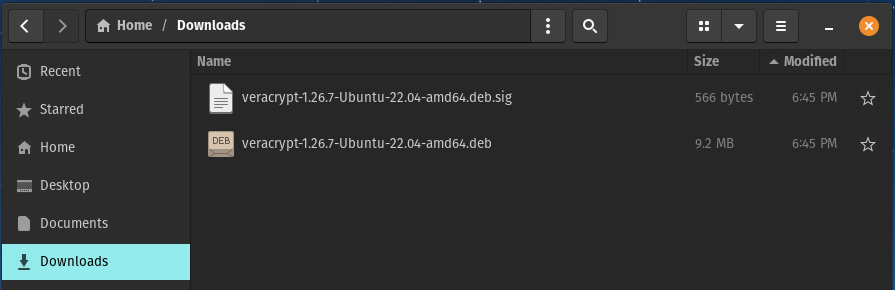 Home / Downloads
Name Size Modified
Recent
veracrypt-1.26.7-Ubuntu-22.04-amd64.deb.sig 566 bytes 6:45 PM
Starred
DEB veracrypt-1.26.7-Ubuntu-22.04-amd64.deb 9.2 MB 6:45 PM
Home
Desktop
Documents
Downloads